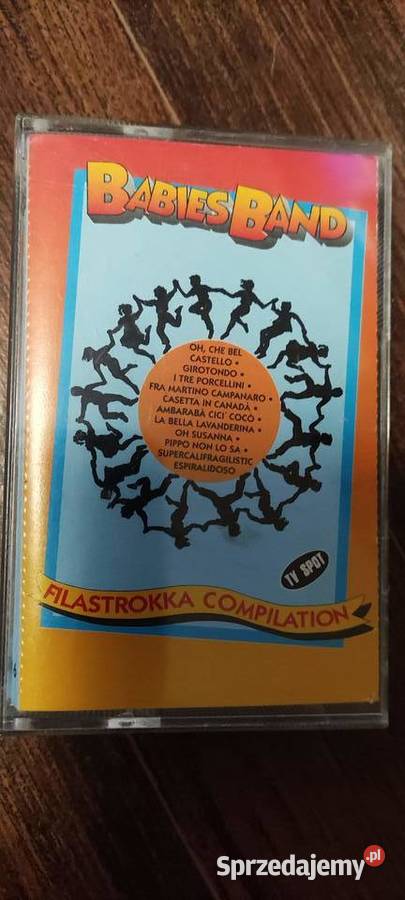 BABIES BAND
OH, CHE BEL
CASTELLO •
GIROTONDO •
I TRE PORCELLINI •
FRA MARTINO CAMPANARO •
CASETTA IN CANADÀ •
AMBARABÀ CICI' COCÒ •
LA BELLA LAVANDERINA •
OH SUSANNA •
PIPPO NON LO SA •
SUPERCALIFRAGILISTIC
ESPIRALIDOSO
TV SPOT
FILASTROKKA COMPILATION
Sprzedajemy.pl